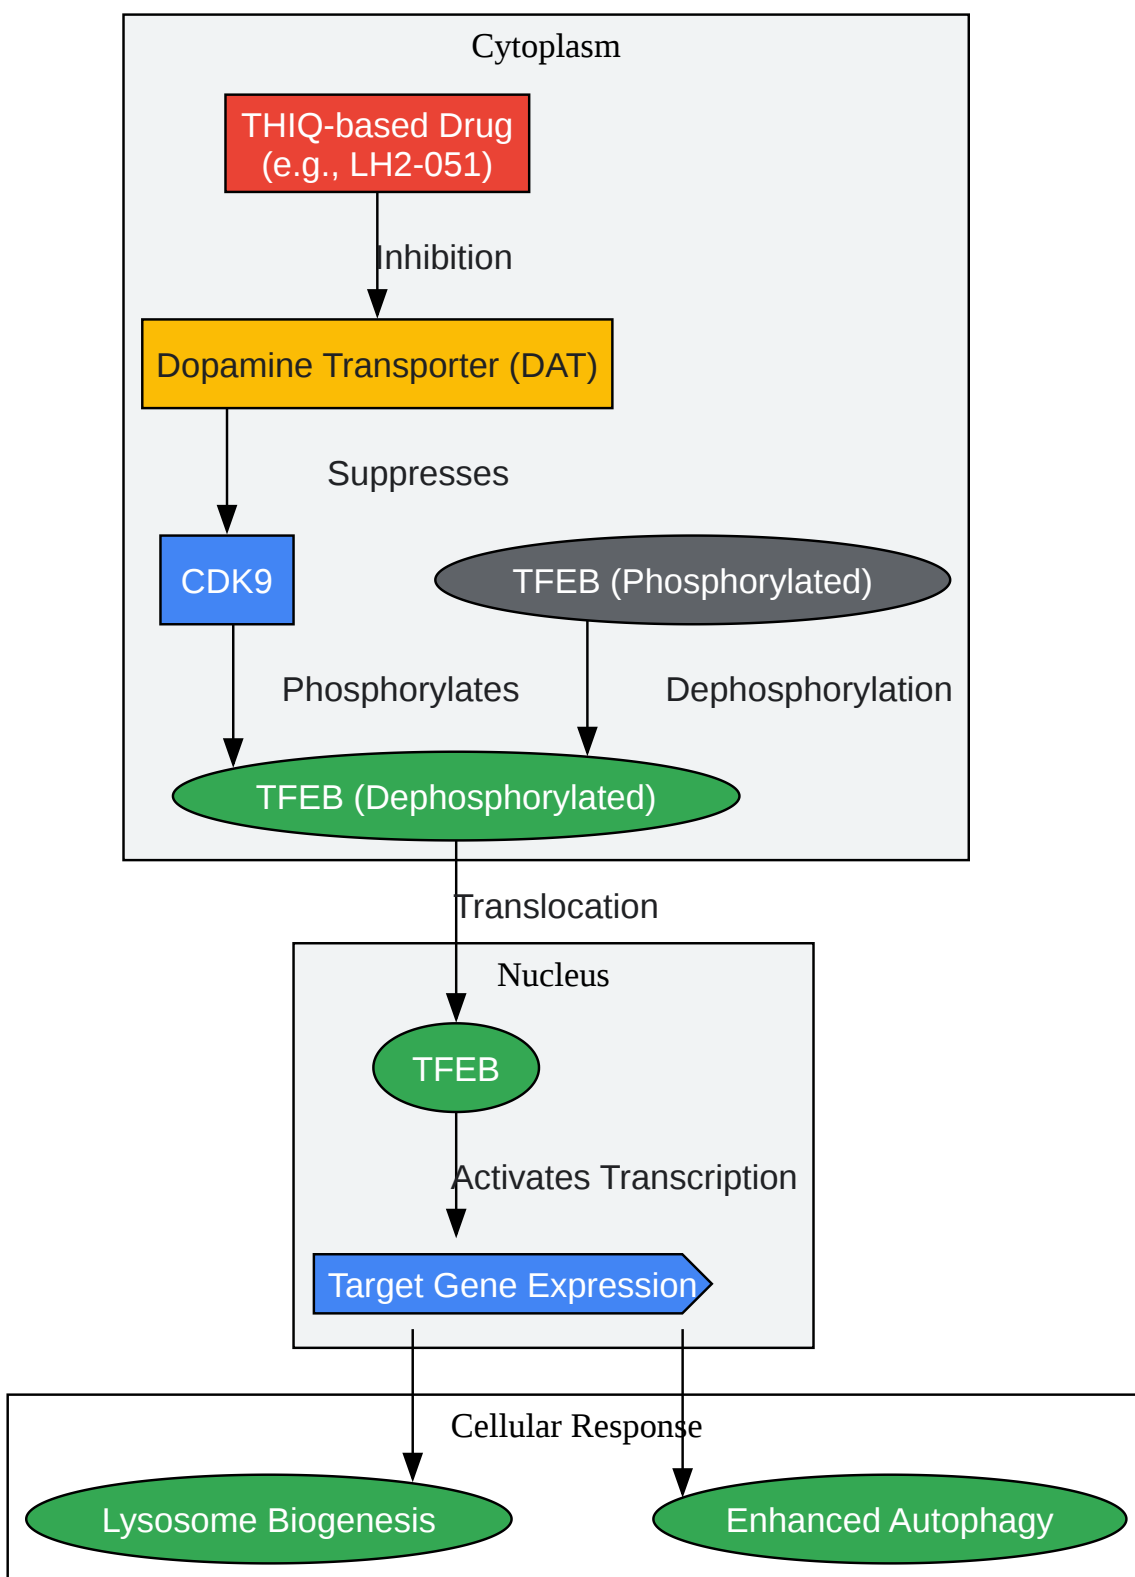 Cytoplasm
THIQ-based Drug
(e.g., LH2-051)
Inhibition
Dopamine Transporter (DAT)
Suppresses
CDK9
TFEB (Phosphorylated)
Phosphorylates
Dephosphorylation
TFEB (Dephosphorylated)
Translocation
Nucleus
TFEB
Activates Transcription
Target Gene Expression
Cellular Response
Lysosome Biogenesis
Enhanced Autophagy